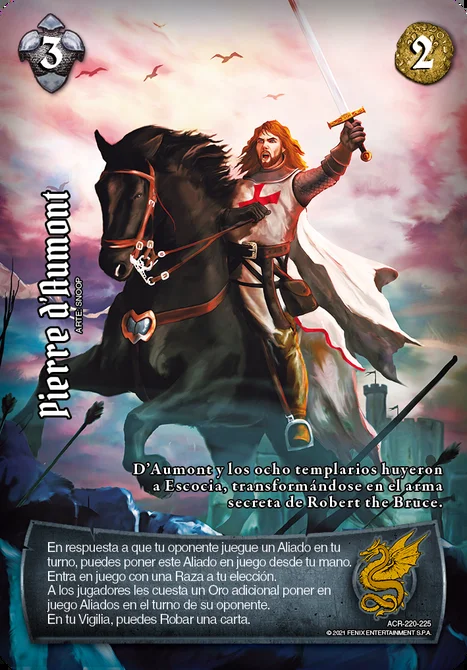 3
2
Pierre d'Aumont
ARTE: SNOOP
D'Aumont y los ocho templarios huyeron
a Escocia, transformándose en el arma
secreta de Robert the Bruce.
En respuesta a que tu oponente juegue un Aliado en tu
turno, puedes poner este Aliado en juego desde tu mano.
Entra en juego con una Raza a tu elección.
A los jugadores les cuesta un Oro adicional poner en
juego Aliados en el turno de su oponente.
En tu Vigilia, puedes Robar una carta.
ACR-220-225
© 2021 FENIX ENTERTAINMENT S.P.A.